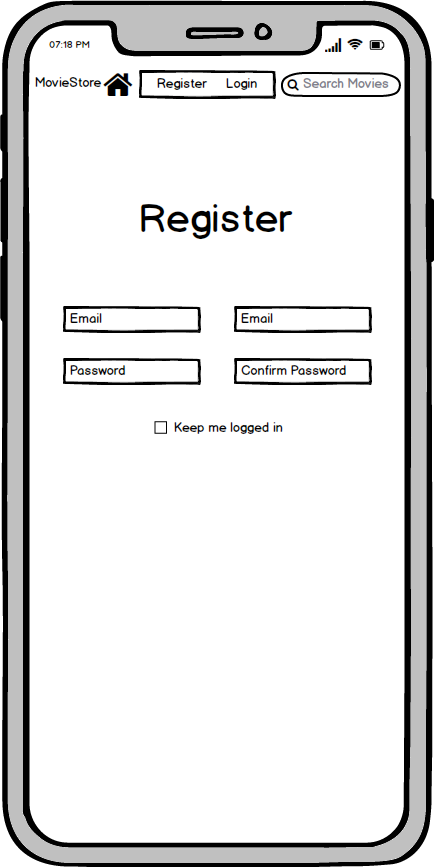 07:18 PM
MovieStore Register Login Search Movies
Register
Email Email
Password Confirm Password
Keep me logged in